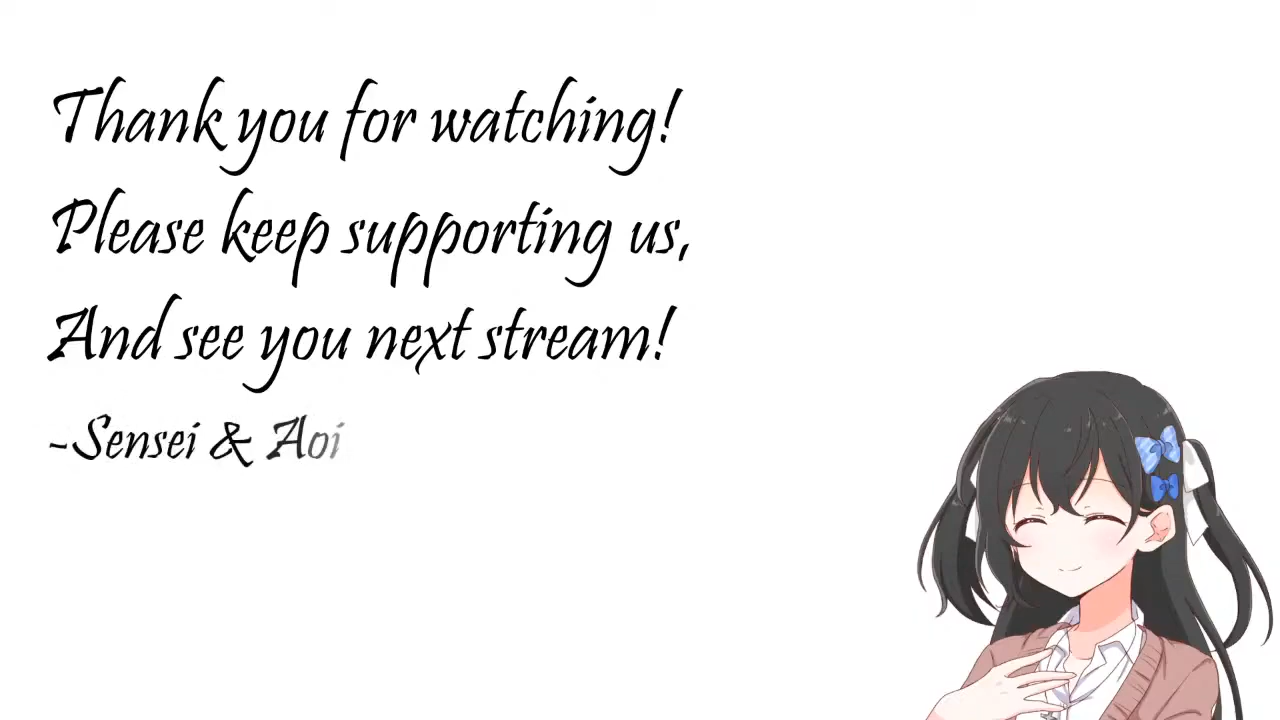 Thank you for watching!
Please keep supporting us,
And see you next stream!
~Sensei & Aoi